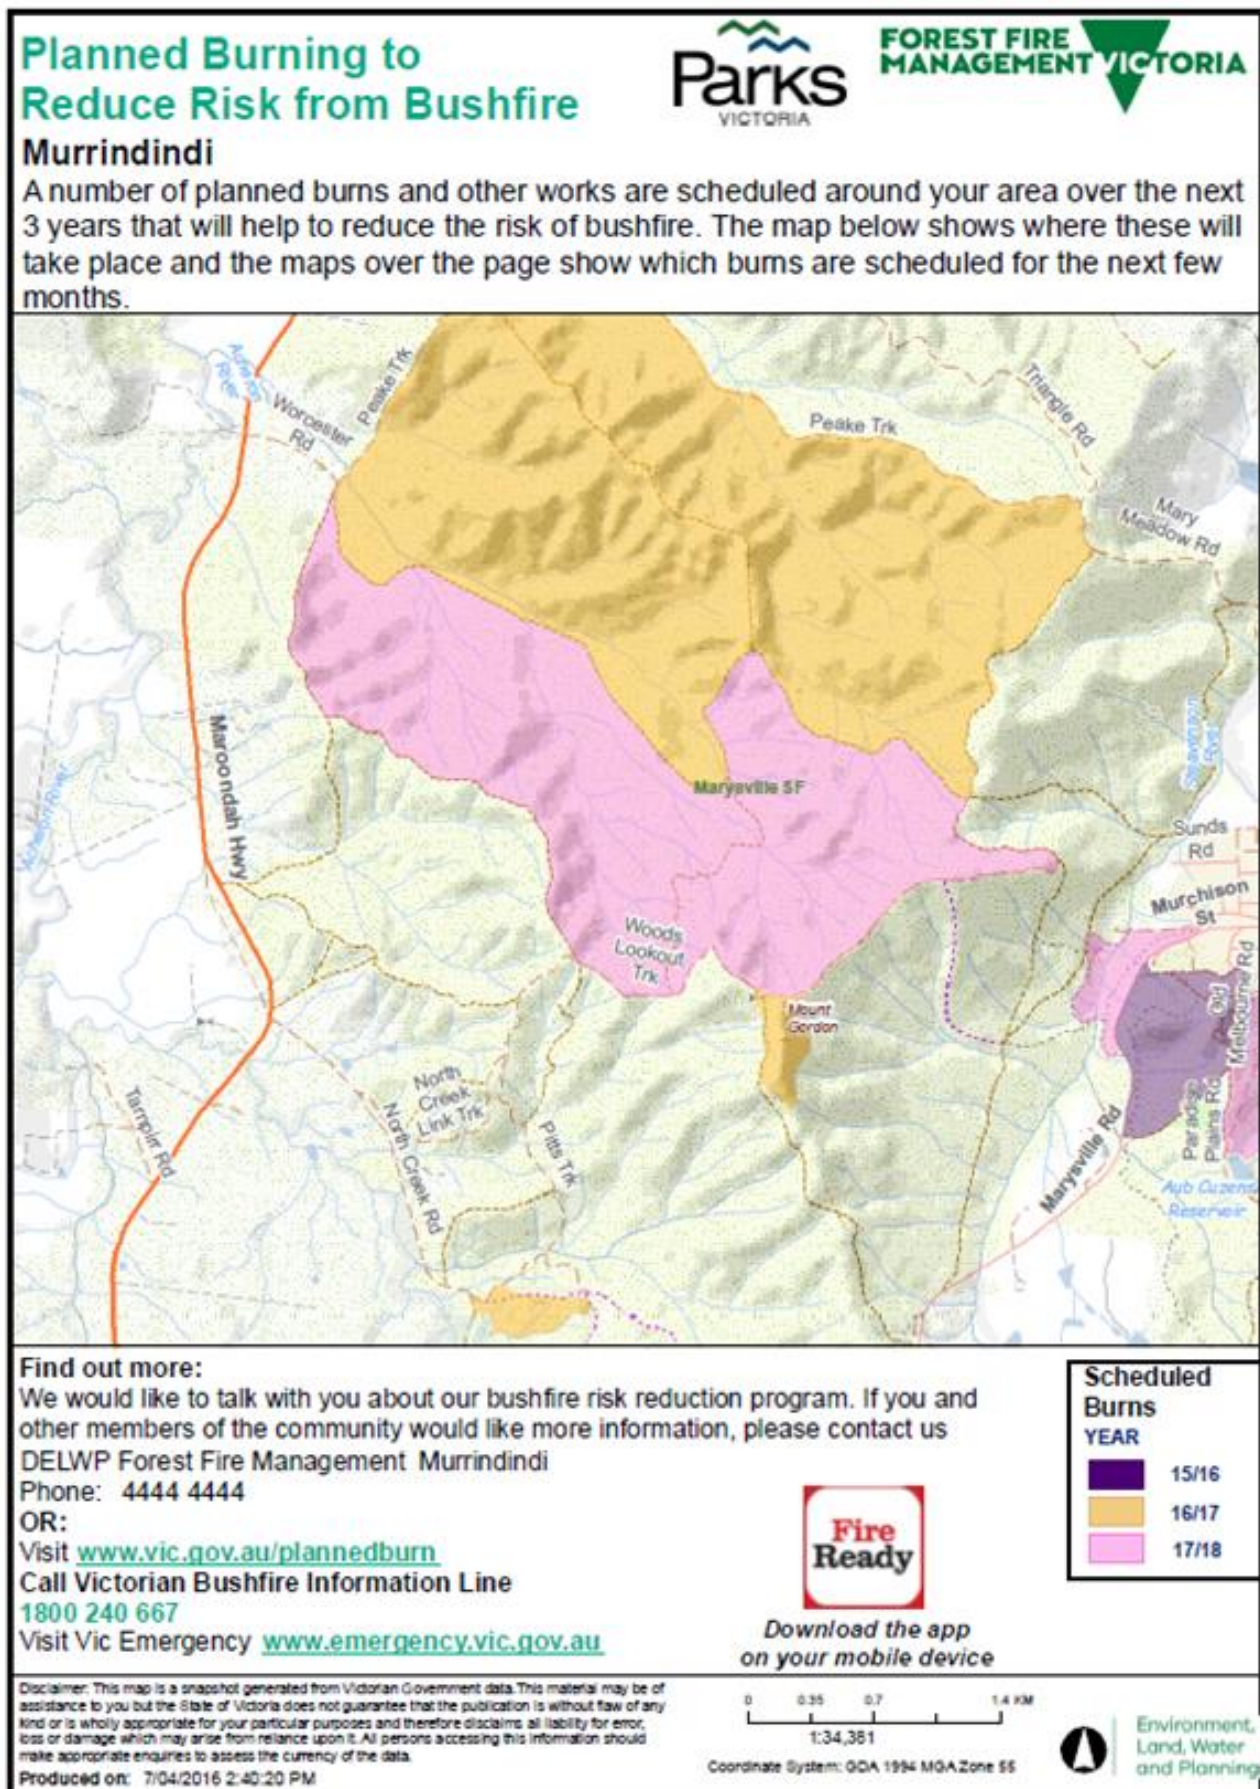 Planned Burning to
Reduce Risk from Bushfire
Parks
VICTORIA
FOREST FIRE
MANAGEMENT VICTORIA
Murrindindi
A number of planned burns and other works are scheduled around your area over the next
3 years that will help to reduce the risk of bushfire. The map below shows where these will
take place and the maps over the page show which burns are scheduled for the next few
months.
Acheron
River
Worcester
Rd
Peake Trk
Peake Trk
Triangle Rd
Mary
Meadow Rd
Maroondah Hwy
Acheron River
Marysville SF
Steavenson
River
Sunds
Rd
Murchison
St
Woods
Lookout
Trk
Mount
Gordon
Old
Melbourne Rd
Paradise
Plains Rd
North
Creek
Link Trk
North Creek Rd
Pitts Trk
Tarnpirr Rd
Marysville Rd
Aub Cuzens
Reservoir
Find out more:
We would like to talk with you about our bushfire risk reduction program. If you and
other members of the community would like more information, please contact us
DELWP Forest Fire Management Murrindindi
Phone: 4444 4444
OR:
Visit www.vic.gov.au/plannedburn
Call Victorian Bushfire Information Line
1800 240 667
Visit Vic Emergency www.emergency.vic.gov.au
Fire
Ready
Download the app
on your mobile device
Scheduled
Burns
YEAR
15/16
16/17
17/18
Disclaimer: This map is a snapshot generated from Victorian Government data. This material may be of
assistance to you but the State of Victoria does not guarantee that the publication is without flaw of any
kind or is wholly appropriate for your particular purposes and therefore disclaims all liability for error,
loss or damage which may arise from reliance upon it. All persons accessing this information should
make appropriate enquiries to assess the currency of the data.
Produced on: 7/04/2016 2:40:20 PM
0 0.35 0.7 1.4 KM
1:34,381
Coordinate System: GDA 1994 MGA Zone 55
Environment,
Land, Water
and Planning